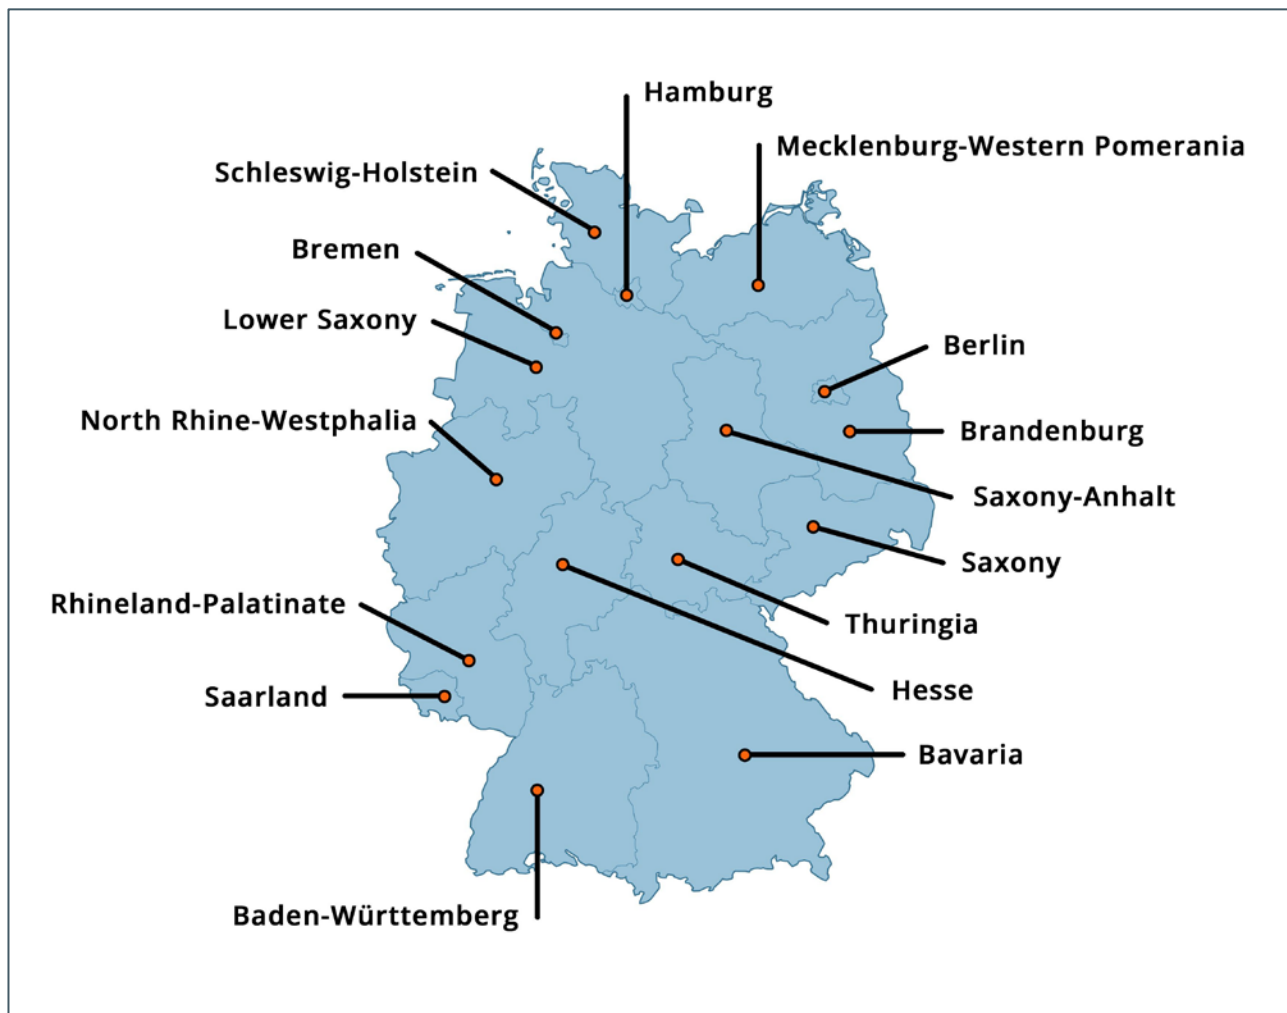 Hamburg
Mecklenburg-Western Pomerania
Schleswig-Holstein
Bremen
Lower Saxony
Berlin
North Rhine-Westphalia
Brandenburg
Saxony-Anhalt
Saxony
Rhineland-Palatinate
Thuringia
Saarland
Hesse
Bavaria
Baden-Württemberg